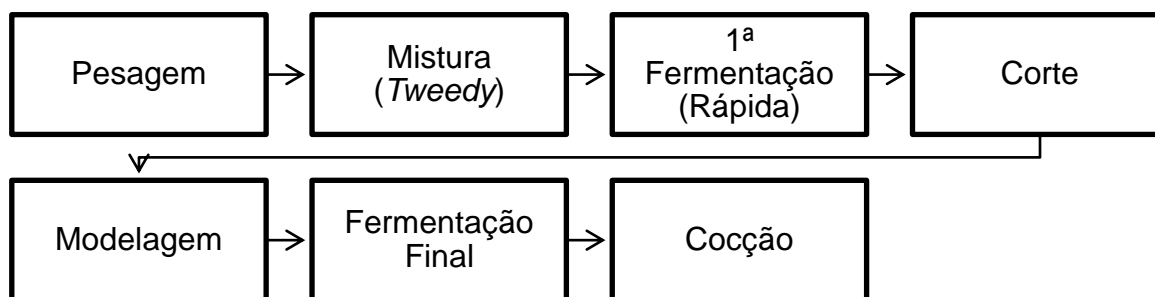 Pesagem
Mistura
(Tweedy)
1ª
Fermentação
(Rápida)
Corte
Modelagem
Fermentação
Final
Cocção